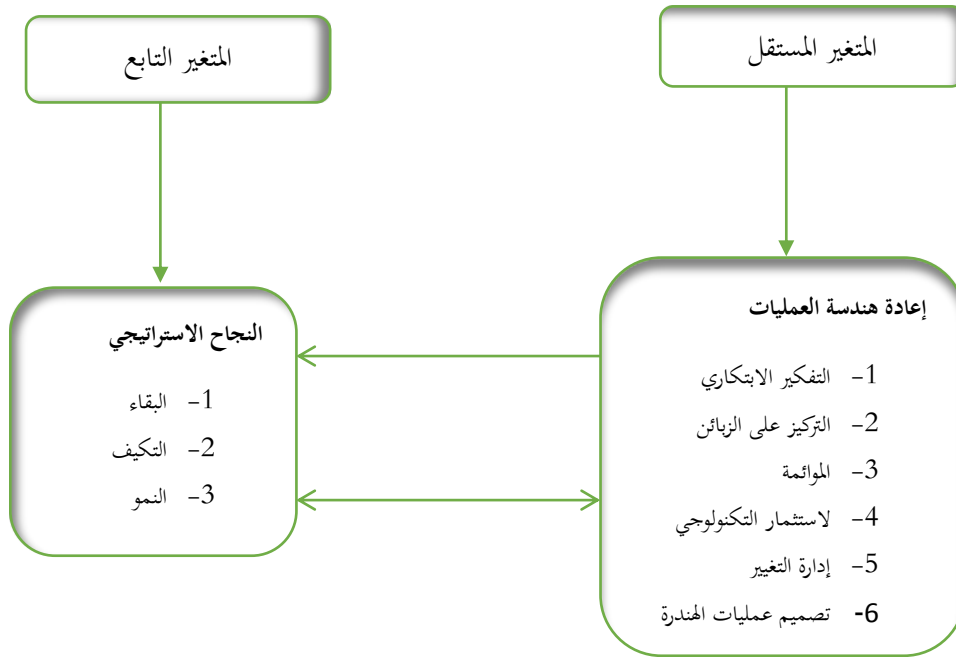 المتغير المستقل
المتغير التابع
إعادة هندسة العمليات
1- التفكير الابتكاري
2- التركيز على الزبائن
3- الموائمة
4- لاستثمار التكنولوجي
5- إدارة التغيير
6- تصميم عمليات الهندرة
النجاح الاستراتيجي
1- البقاء
2- التكيف
3- النمو